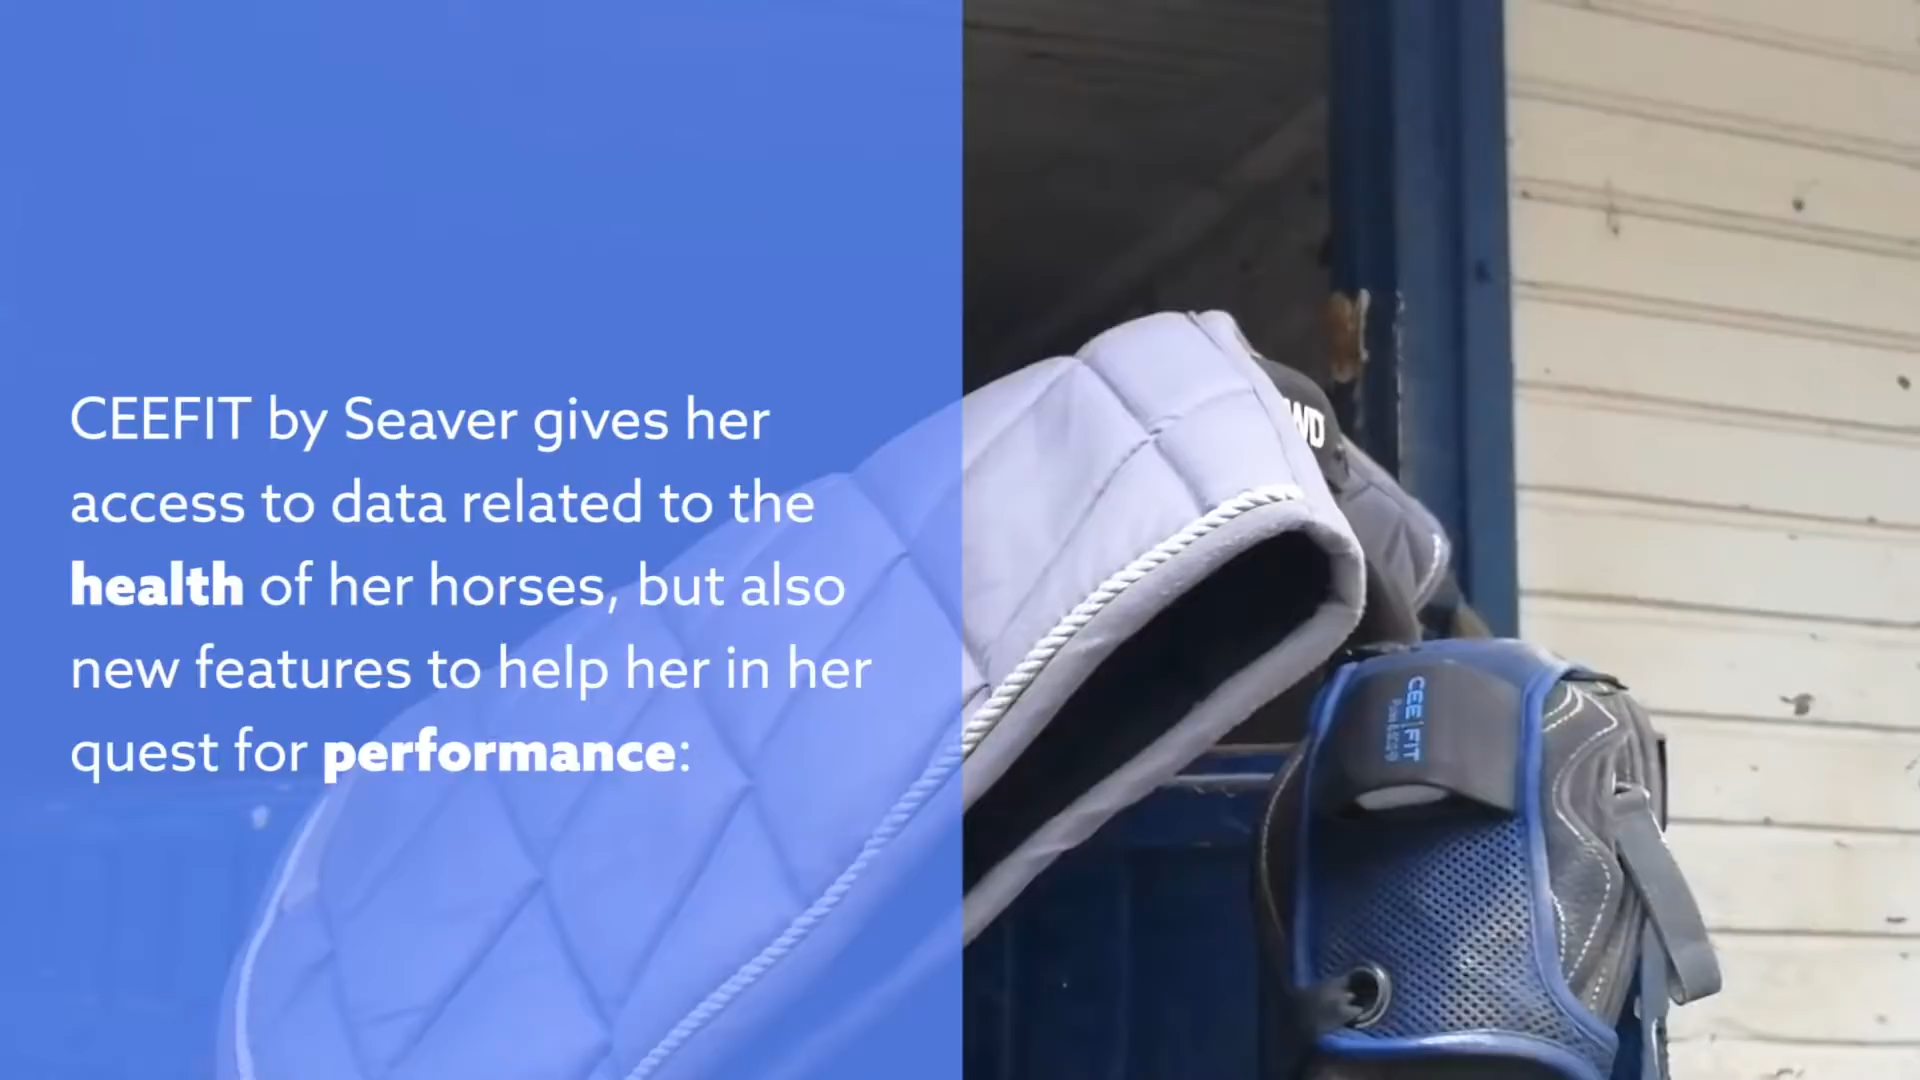 CEEFIT by Seaver gives her
access to data related to the
health of her horses, but also
new features to help her in her
quest for performance:
WD
CEE|FIT